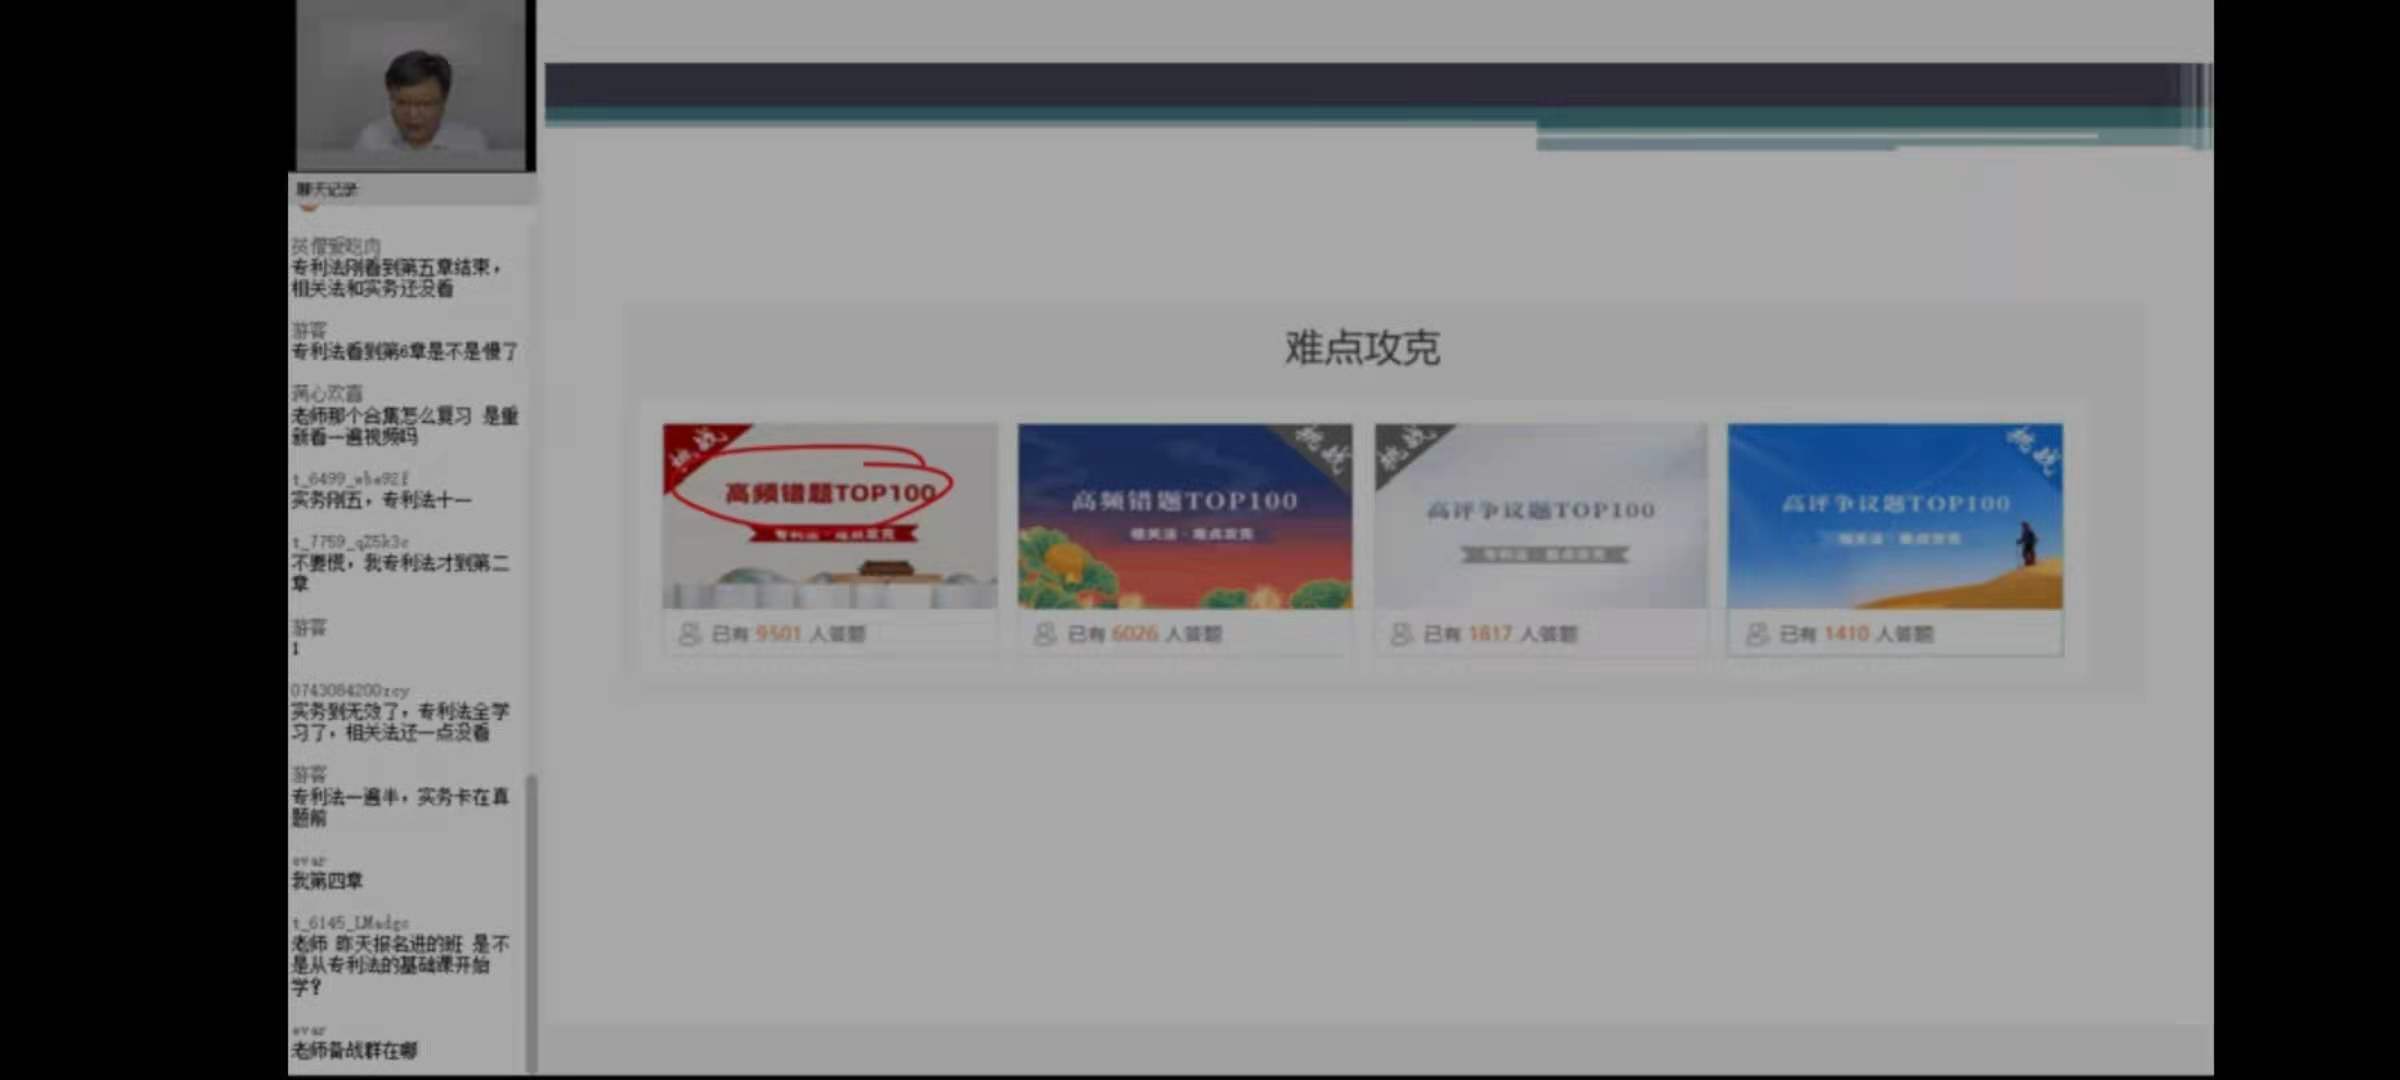 聊天记录
英僧爱吃肉
专利法刚看到第五章结束，
相关法和实务还没看
游客
专利法看到第6章是不是慢了
满心欢喜
老师那个合集怎么复习 是重
新看一遍视频吗
实务刚五，专利法十一
t_7759_qZ5k3c
不要慌，我专利法才到第二
章
游客
1
0743084200zcy
实务到无效了，专利法全学
习了，相关法还一点没看
游客
专利法一遍半，实务卡在真
题前
evar
我第四章
t_6145_LMadgc
老师 昨天报名进的班 是不
是从专利法的基础课开始
学？
evar
老师备战群在哪
难点攻克
挑战
高频错题TOP100
专利法·难点攻克
已有 9501 人答题
挑战
高频错题TOP100
相关法·难点攻克
已有 6026 人答题
挑战
高评争议题TOP100
专利法·难点攻克
已有 1817 人答题
挑战
高评争议题TOP100
相关法·难点攻克
已有 1410 人答题